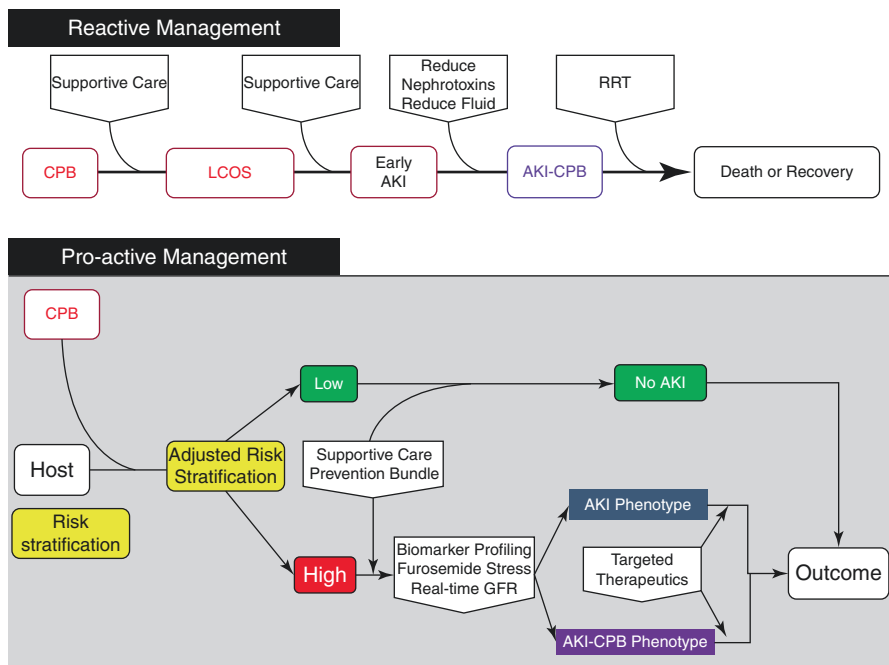 Reactive Management
Supportive Care
Supportive Care
Reduce
Nephrotoxins
Reduce Fluid
RRT
CPB
LCOS
Early
AKI
AKI-CPB
Death or Recovery
Pro-active Management
CPB
Low
No AKI
Host
Adjusted Risk
Stratification
Supportive Care
Prevention Bundle
Risk
stratification
AKI Phenotype
High
Biomarker Profiling
Furosemide Stress
Real-time GFR
Targeted
Therapeutics
Outcome
AKI-CPB Phenotype